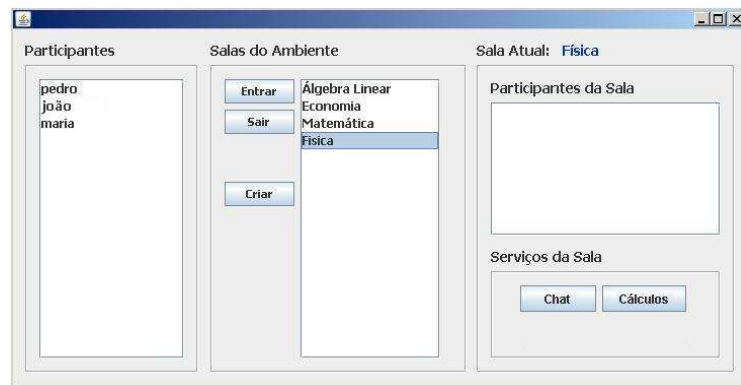 Participantes
pedro
joão
maria
Salas do Ambiente
Entrar
Sair
Criar
Álgebra Linear
Economia
Matemática
Fisica
Sala Atual: Física
Participantes da Sala
Serviços da Sala
Chat
Cálculos